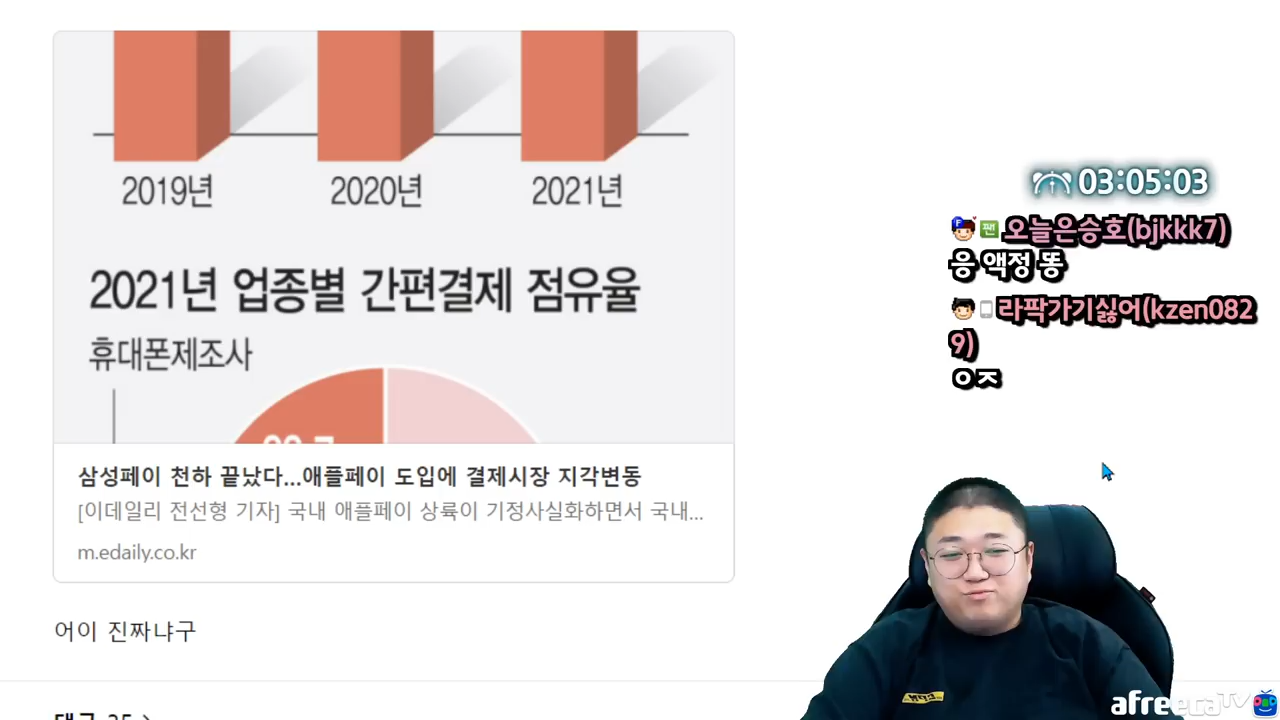 2019년 2020년 2021년
2021년 업종별 간편결제 점유율
휴대폰제조사
삼성페이 천하 끝났다...애플페이 도입에 결제시장 지각변동
[이데일리 전선형 기자] 국내 애플페이 상륙이 기정사실화하면서 국내...
m.edaily.co.kr
어이 진짜냐구
03:05:03
오늘은승호(bjkkk7)
응 액정 똥
라팍가기싫어(kzen082
9)
ㅇㅈ
afreecaTV